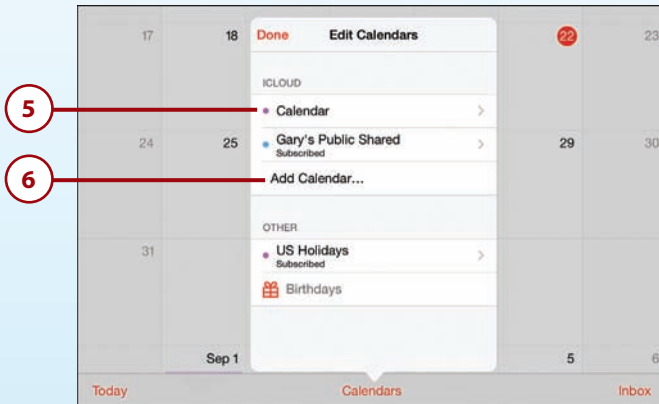 17 18 Done Edit Calendars 22 23
ICLOUD
5 Calendar
24 25 Gary's Public Shared 29 30
Subscribed
6 Add Calendar...
OTHER
31 US Holidays
Subscribed
Birthdays
Sep 1 5 6
Today Calendars Inbox